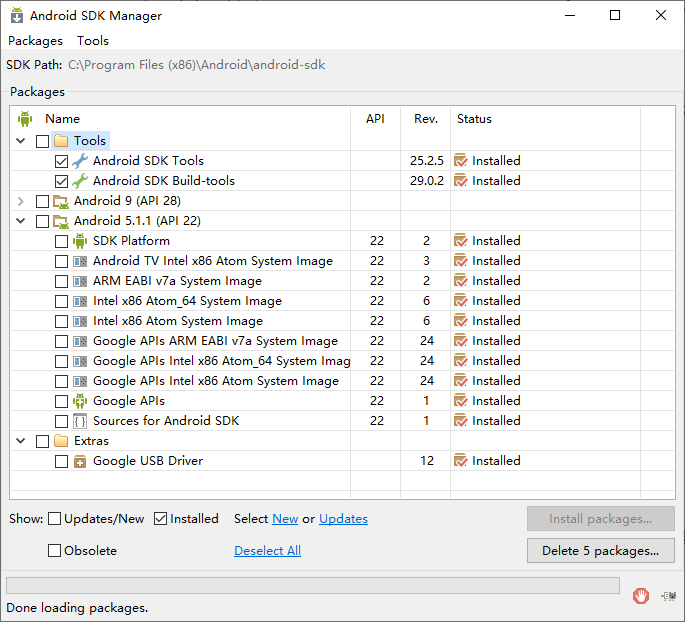 Android SDK Manager
Packages Tools
SDK Path: C:\Program Files (x86)\Android\android-sdk
Packages
Name API Rev. Status
Tools
Android SDK Tools 25.2.5 Installed
Android SDK Build-tools 29.0.2 Installed
Android 9 (API 28)
Android 5.1.1 (API 22)
SDK Platform 22 2 Installed
Android TV Intel x86 Atom System Image 22 3 Installed
ARM EABI v7a System Image 22 2 Installed
Intel x86 Atom_64 System Image 22 6 Installed
Intel x86 Atom System Image 22 6 Installed
Google APIs ARM EABI v7a System Image 22 24 Installed
Google APIs Intel x86 Atom_64 System Imag 22 24 Installed
Google APIs Intel x86 Atom System Image 22 24 Installed
Google APIs 22 1 Installed
Sources for Android SDK 22 1 Installed
Extras
Google USB Driver 12 Installed
Show: Updates/New Installed Select New or Updates Install packages...
Obsolete Deselect All Delete 5 packages...
Done loading packages.